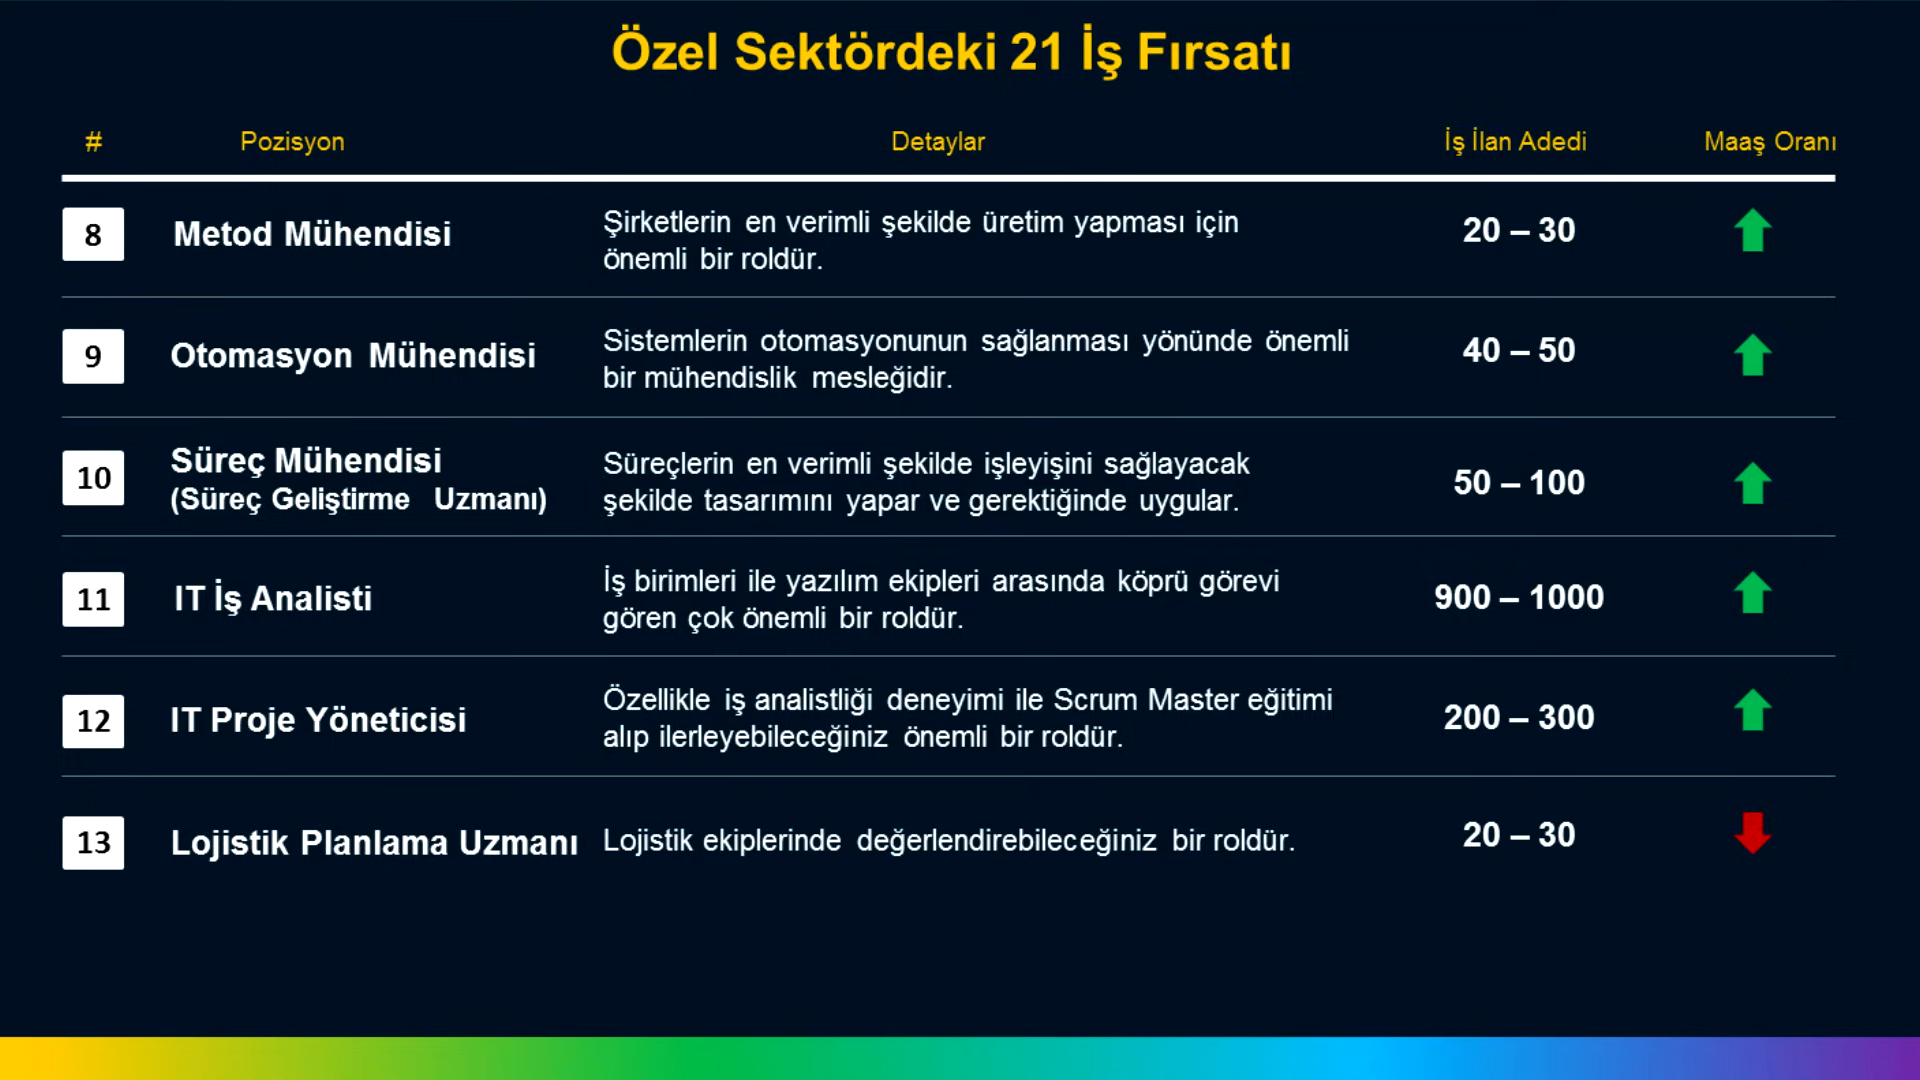 Özel Sektördeki 21 İş Fırsatı
# Pozisyon Detaylar İş İlan Adedi Maaş Oranı
8 Metod Mühendisi Şirketlerin en verimli şekilde üretim yapması için
önemli bir roldür. 20 – 30
9 Otomasyon Mühendisi Sistemlerin otomasyonunun sağlanması yönünde önemli
bir mühendislik mesleğidir. 40 – 50
10 Süreç Mühendisi
(Süreç Geliştirme Uzmanı) Süreçlerin en verimli şekilde işleyişini sağlayacak
şekilde tasarımını yapar ve gerektiğinde uygular. 50 – 100
11 IT İş Analisti İş birimleri ile yazılım ekipleri arasında köprü görevi
gören çok önemli bir roldür. 900 – 1000
12 IT Proje Yöneticisi Özellikle iş analistliği deneyimi ile Scrum Master eğitimi
alıp ilerleyebileceğiniz önemli bir roldür. 200 – 300
13 Lojistik Planlama Uzmanı Lojistik ekiplerinde değerlendirebileceğiniz bir roldür. 20 – 30